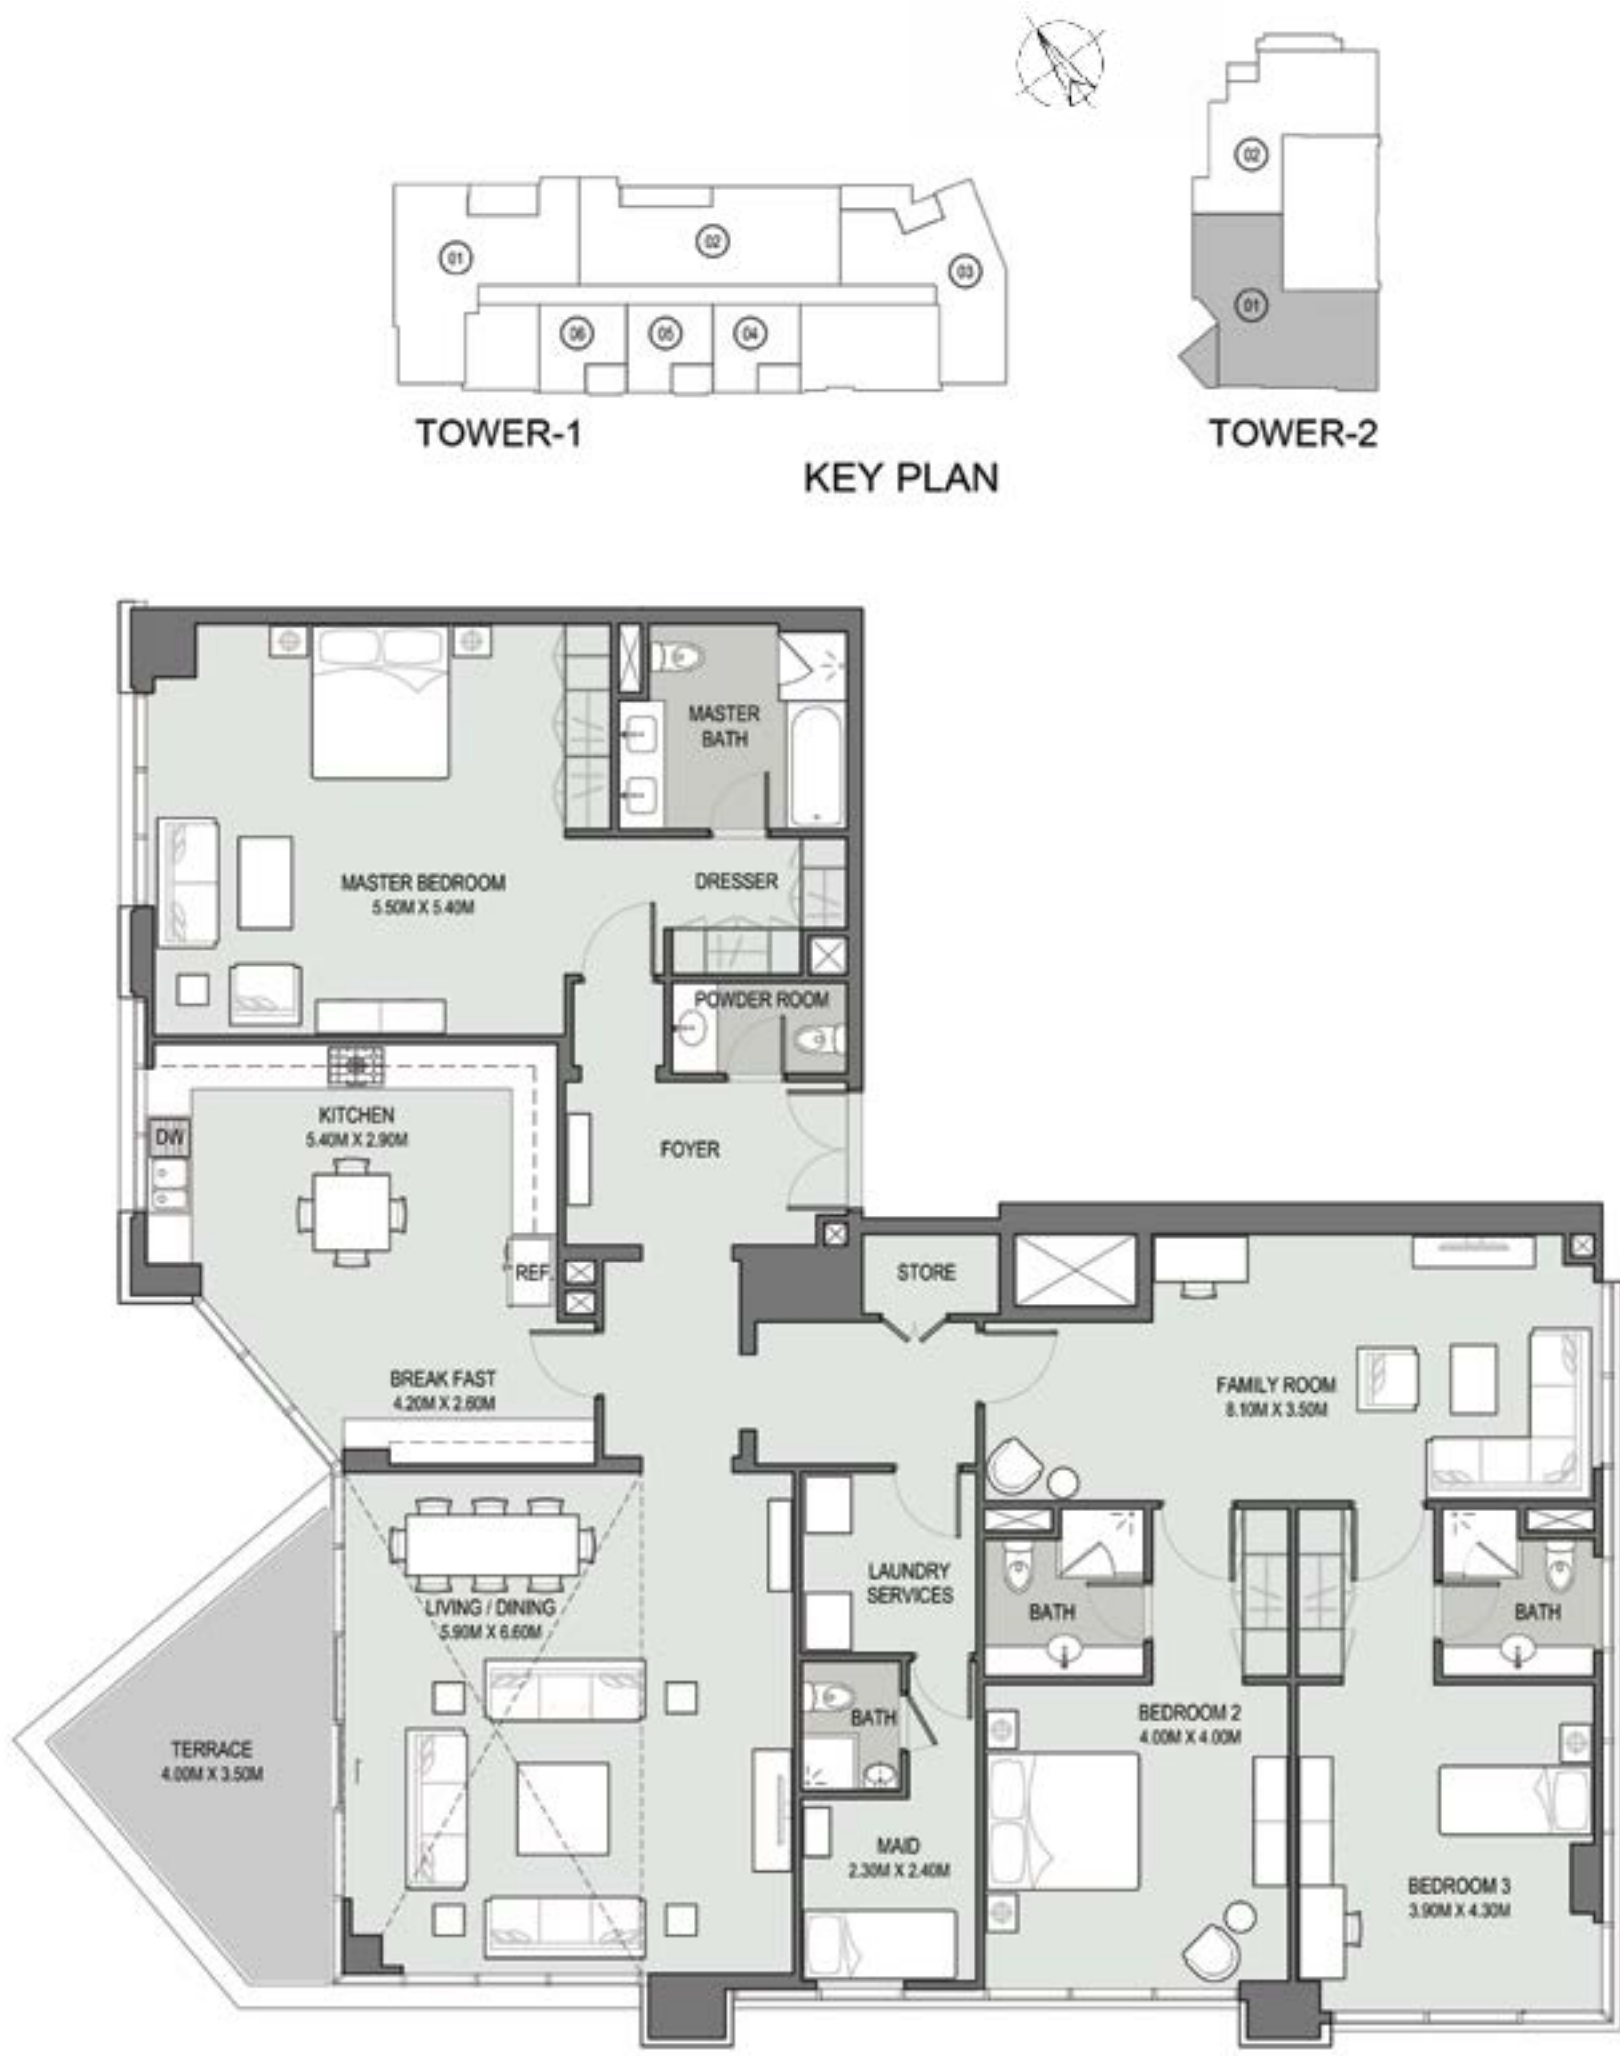 02
01
02
03
01
06
05
04
TOWER-1
TOWER-2
KEY PLAN
MASTER
BATH
MASTER BEDROOM
5.50M X 5.40M
DRESSER
POWDER ROOM
KITCHEN
5.40M X 2.90M
DW
FOYER
REF.
STORE
BREAK FAST
4.20M X 2.60M
FAMILY ROOM
8.10M X 3.50M
LAUNDRY
SERVICES
LIVING / DINING
5.90M X 6.60M
BATH
BATH
BATH
BEDROOM 2
4.00M X 4.00M
TERRACE
4.00M X 3.50M
MAID
2.30M X 2.40M
BEDROOM 3
3.90M X 4.30M